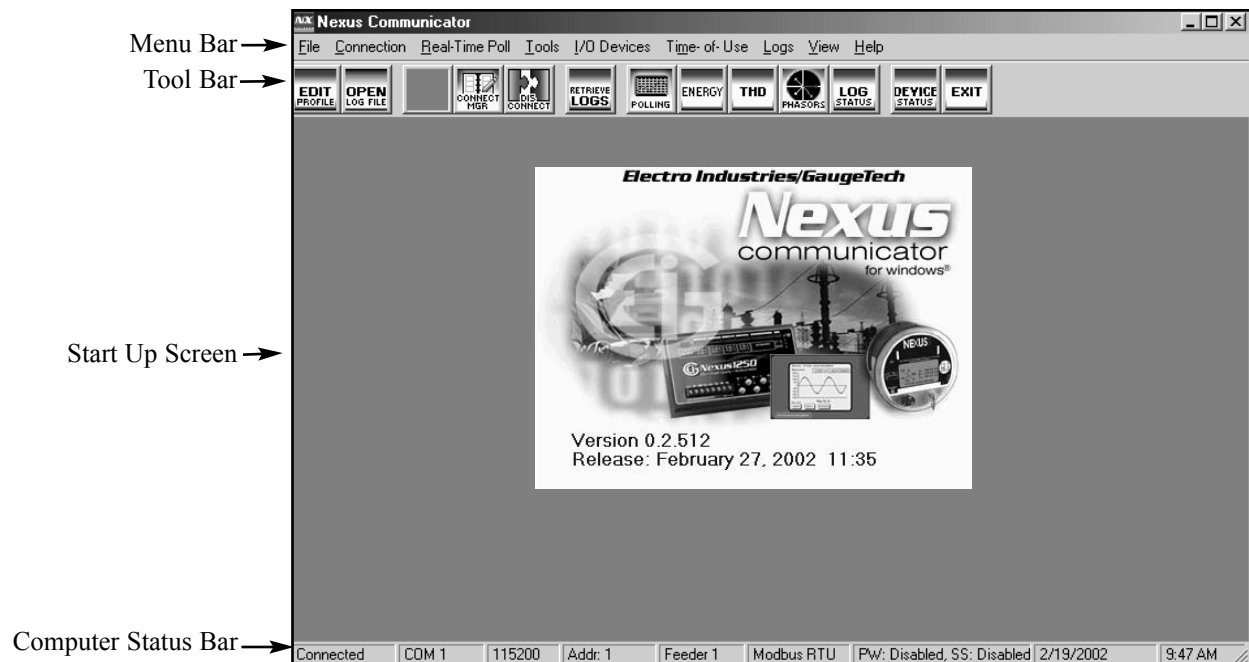 Nexus Communicator
Menu Bar
File Connection Real-Time Poll Tools I/O Devices Time- of- Use Logs View Help
Tool Bar
EDIT PROFILE
OPEN LOG FILE
CONNECT MGR
DIS CONNECT
RETRIEVE LOGS
POLLING
ENERGY
THD
PHASORS
LOG STATUS
DEVICE STATUS
EXIT
Electro Industries/GaugeTech
Nexus
communicator
for windows®
Nexus 1250
NEXUS
Start Up Screen
Version 0.2.512
Release: February 27, 2002 11:35
Computer Status Bar
Connected COM 1 115200 Addr: 1 Feeder 1 Modbus RTU PW: Disabled, SS: Disabled 2/19/2002 9:47 AM